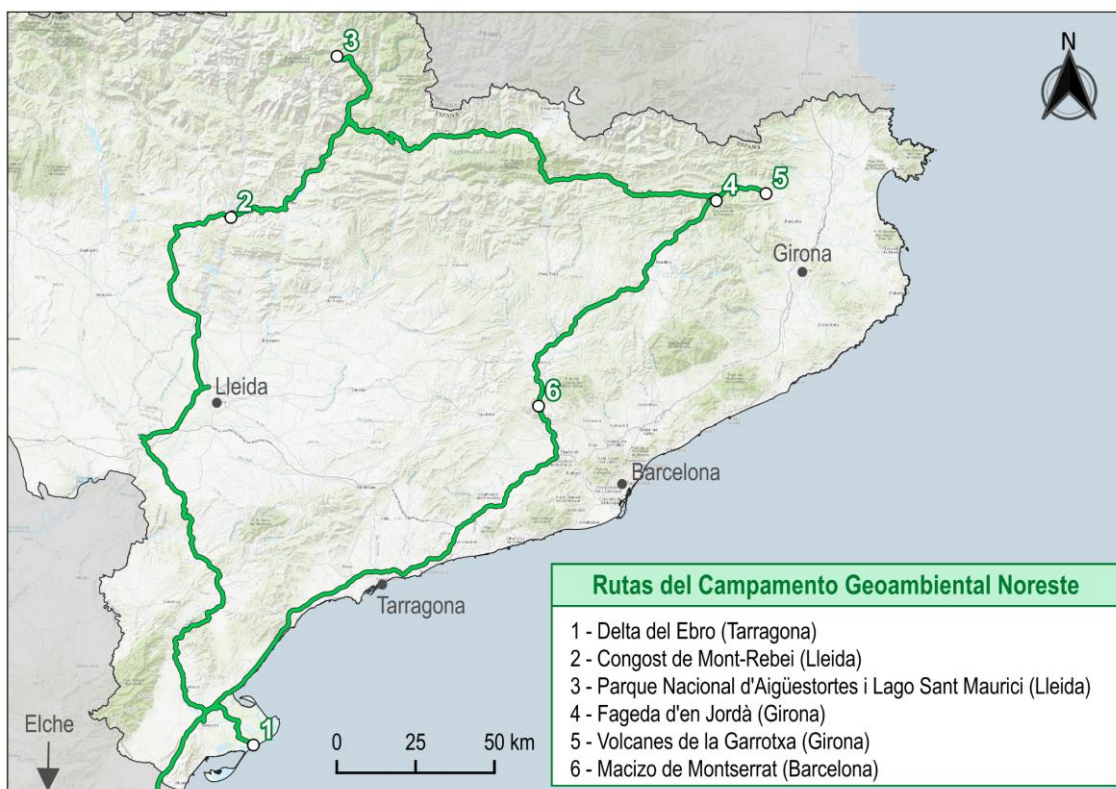 N
3
2
4
5
Girona
Lleida
6
Barcelona
Tarragona
Elche
1
0 25 50 km
ESPAÑA
ESPAÑA
Rutas del Campamento Geoambiental Noreste
1 - Delta del Ebro (Tarragona)
2 - Congost de Mont-Rebei (Lleida)
3 - Parque Nacional d'Aigüestortes i Lago Sant Maurici (Lleida)
4 - Fageda d'en Jordà (Girona)
5 - Volcanes de la Garrotxa (Girona)
6 - Macizo de Montserrat (Barcelona)